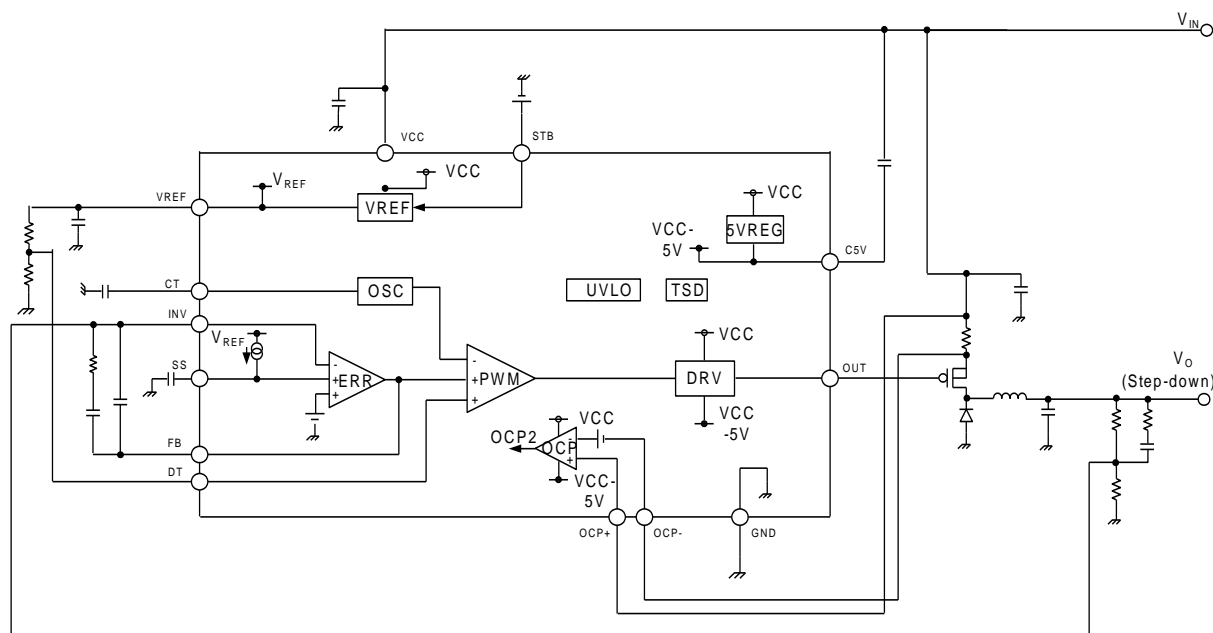 VIN
VCC
STB
VREF
VREF
VCC
VREF
VCC
5VREG
VCC-
5V
C5V
CT
OSC
UVLO
TSD
INV
VREF
SS
-
+
+
ERR
-
+
+
PWM
VCC
DRV
VCC
-5V
OUT
VO
(Step-down)
VCC
OCP2
OCP
-
+
VCC-
5V
FB
DT
OCP+
OCP-
GND